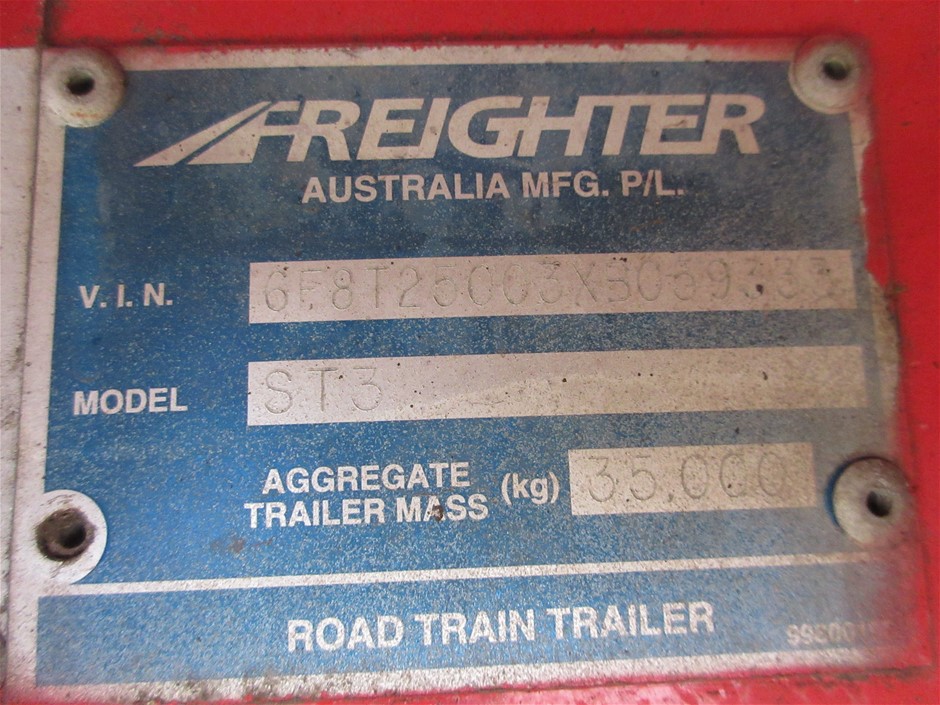 FREIGHTER
AUSTRALIA MFG. P/L.
V.I.N.
MODEL ST3
AGGREGATE
TRAILER MASS (kg) 35.000
ROAD TRAIN TRAILER